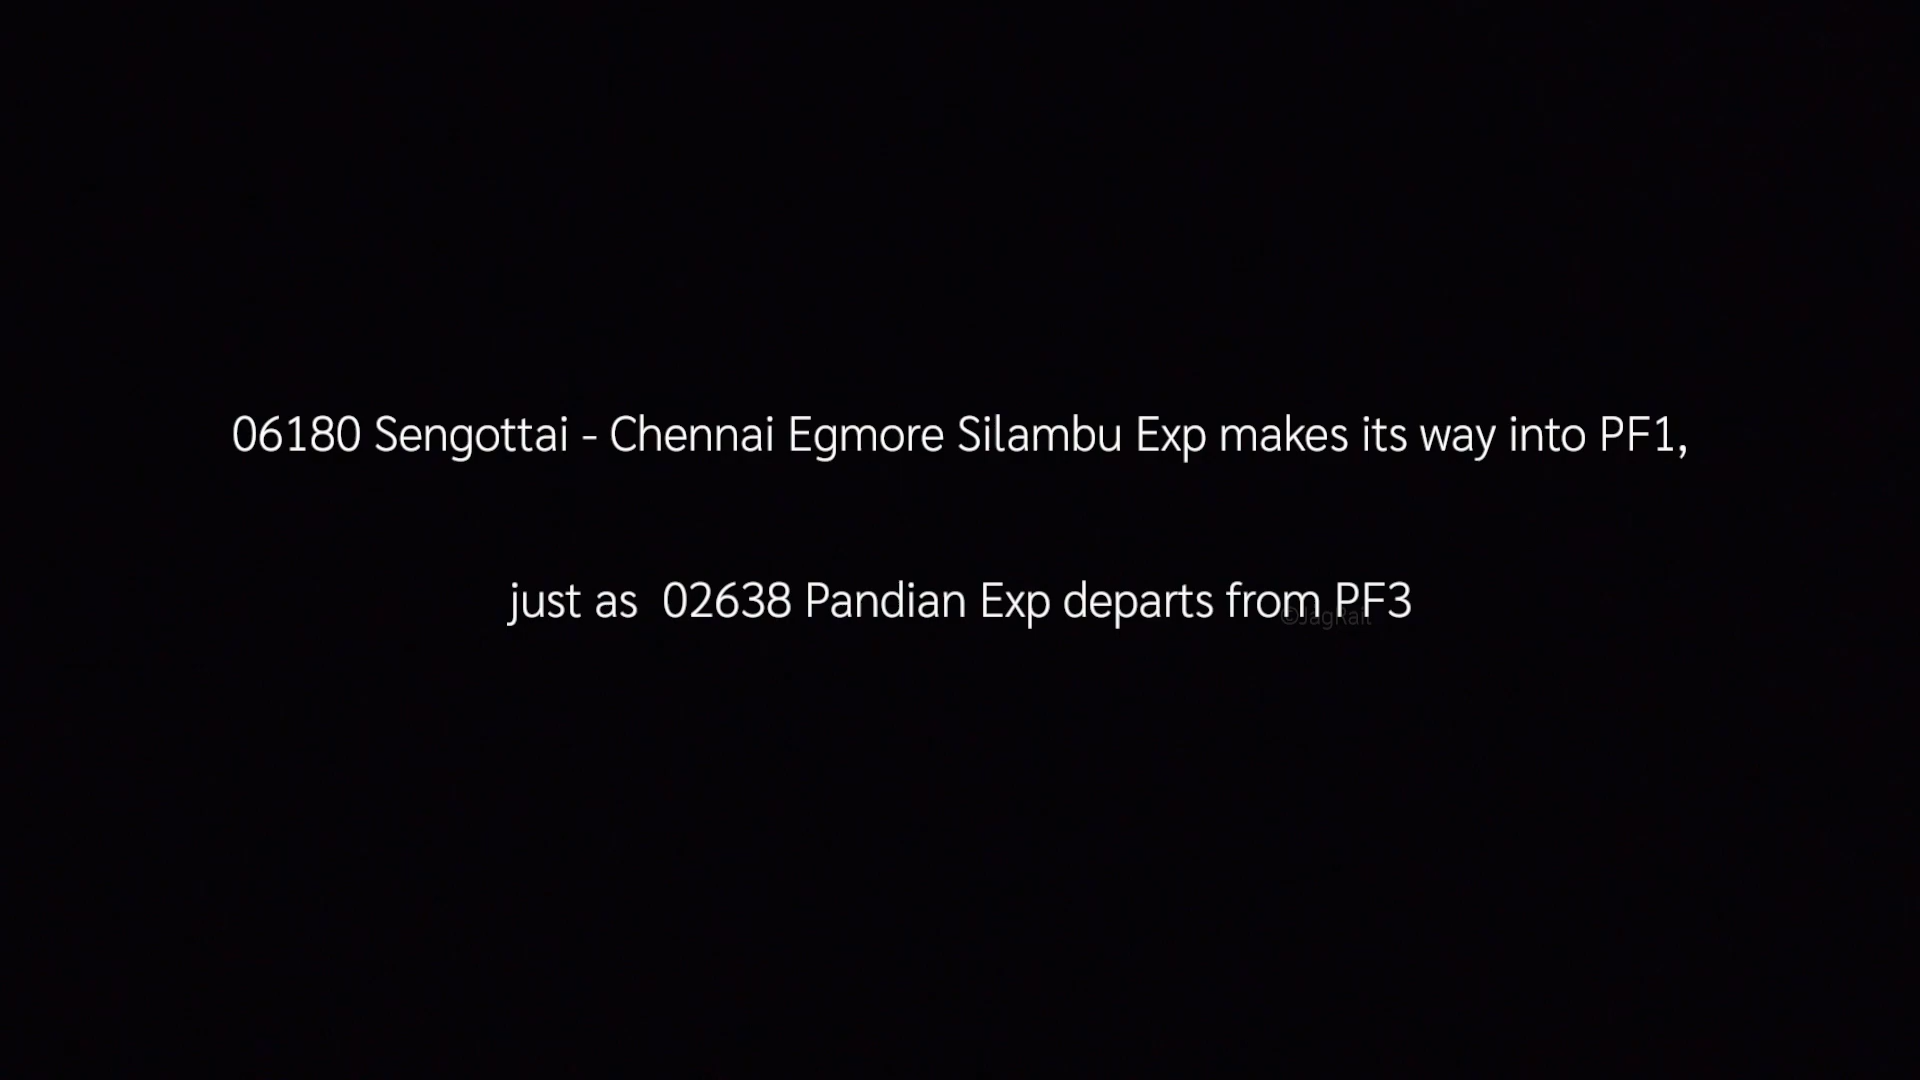 06180 Sengottai - Chennai Egmore Silambu Exp makes its way into PF1,
just as 02638 Pandian Exp departs from PF3
©JagRail